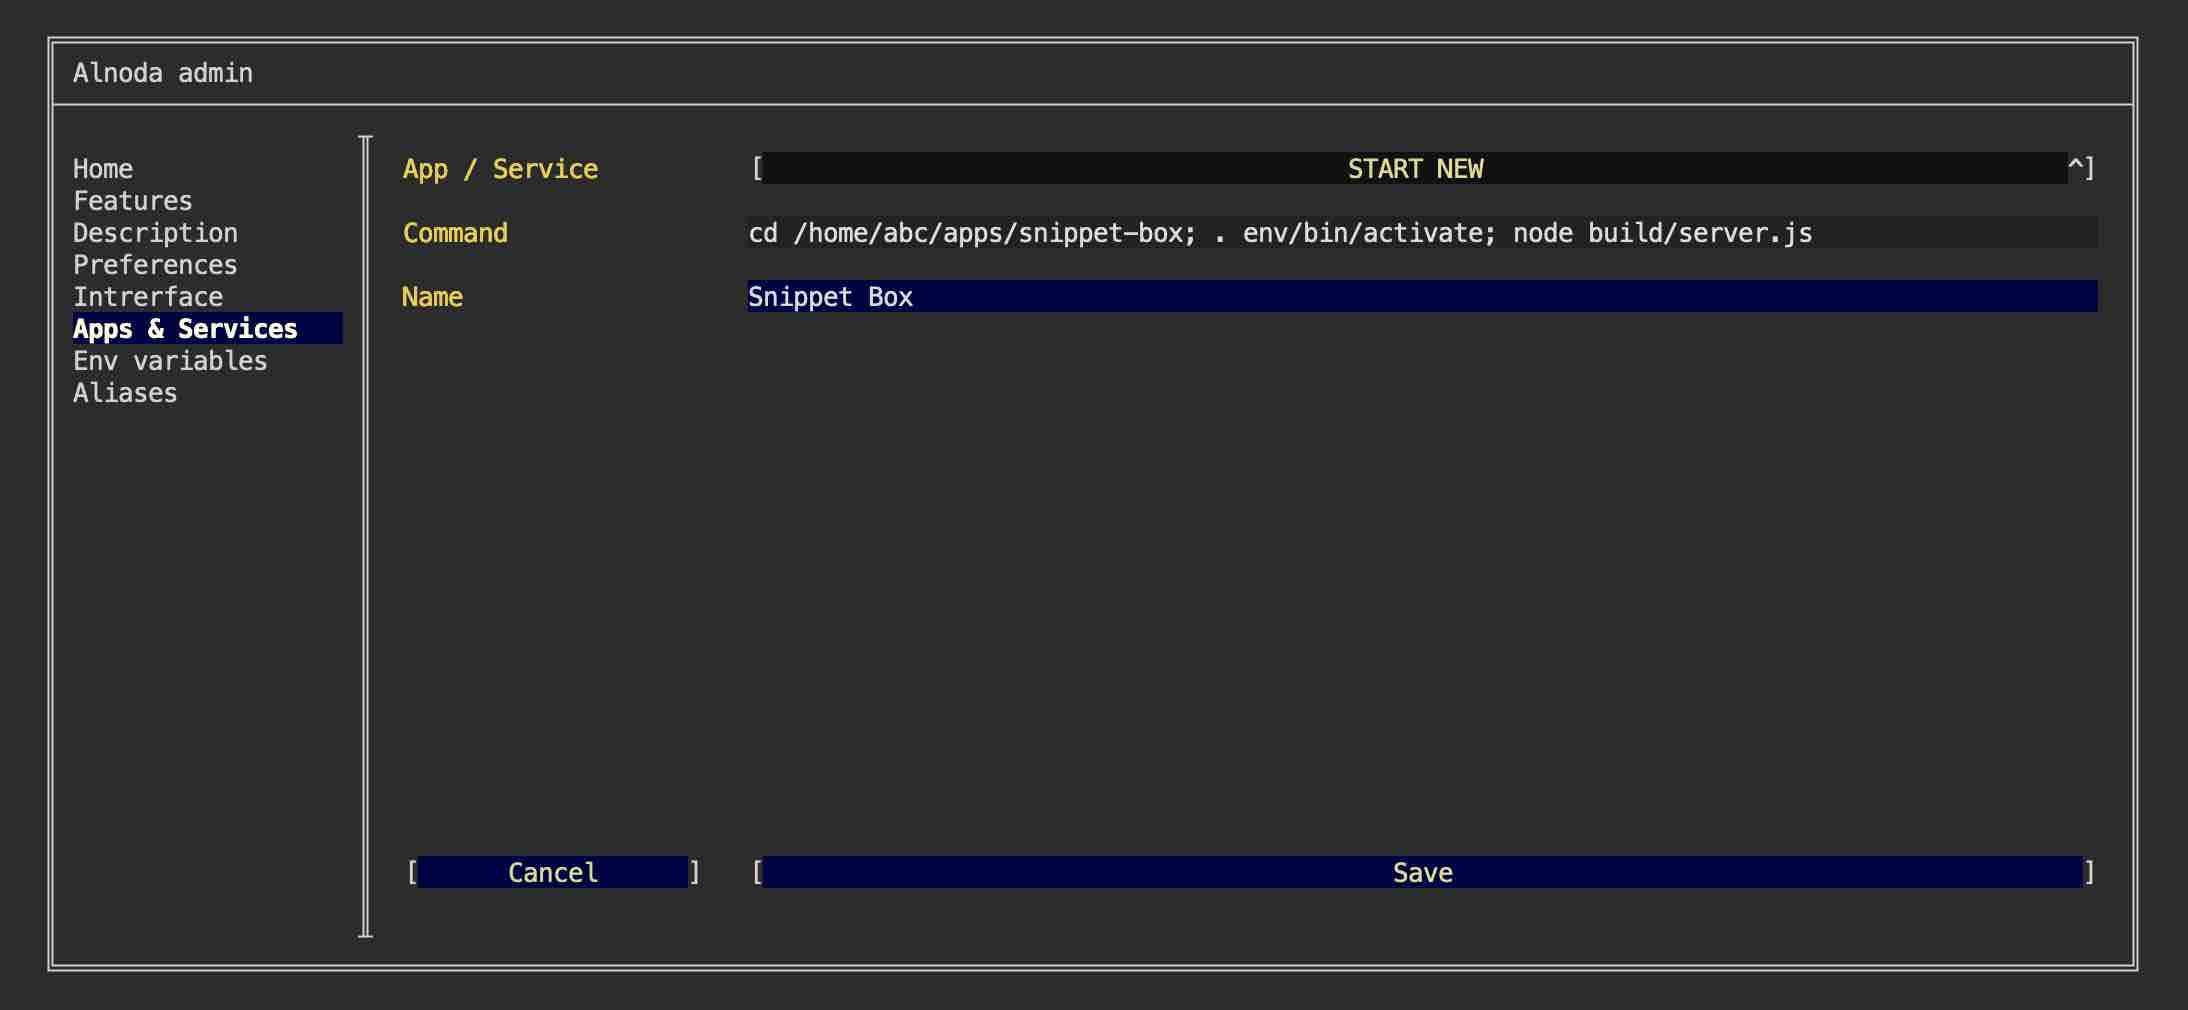 Alnoda admin
Home
Features
Description
Preferences
Intrerface
Apps & Services
Env variables
Aliases
App / Service [ START NEW ^]
Command cd /home/abc/apps/snippet-box; . env/bin/activate; node build/server.js
Name Snippet Box
[ Cancel ] [ Save ]